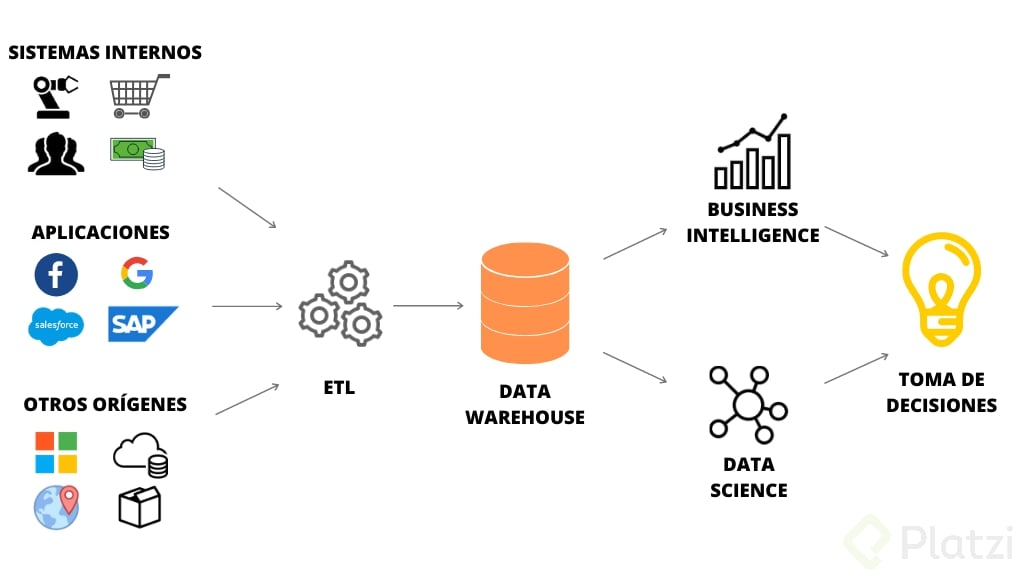 SISTEMAS INTERNOS
APLICACIONES
salesforce
SAP
OTROS ORÍGENES
ETL
DATA
WAREHOUSE
BUSINESS
INTELLIGENCE
DATA
SCIENCE
TOMA DE
DECISIONES
Platzi